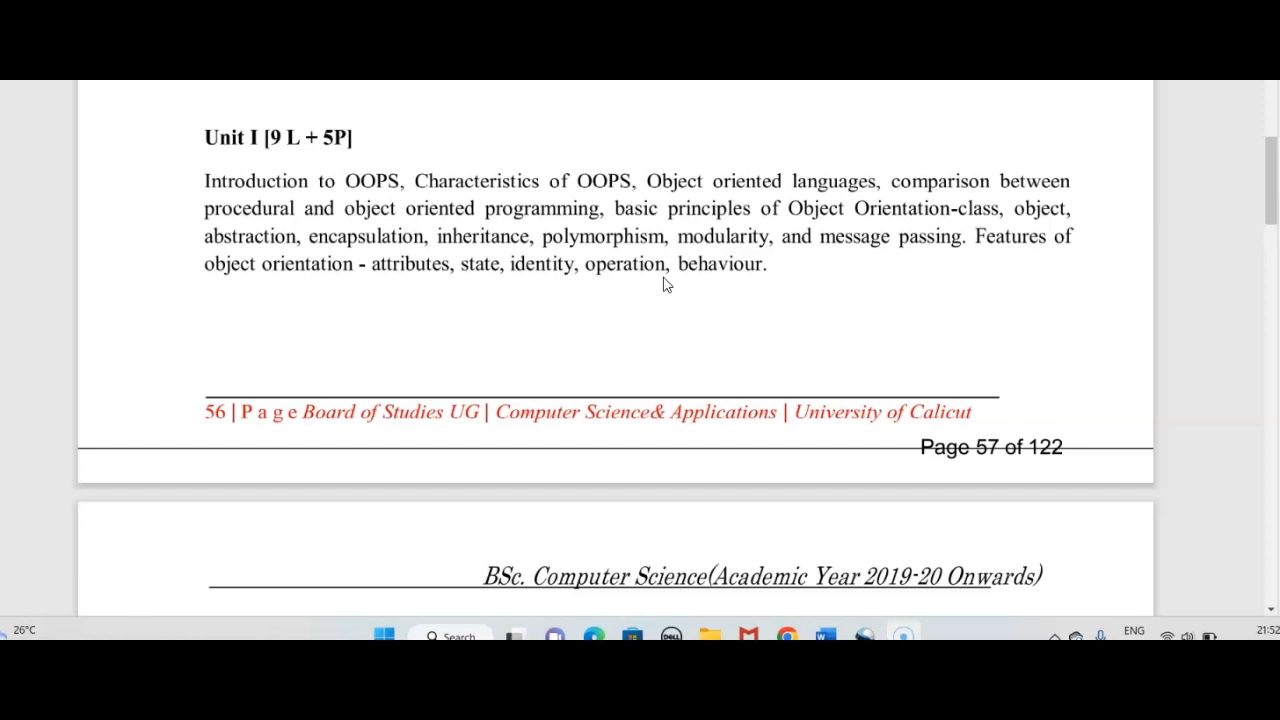 Unit I [9 L + 5P]
Introduction to OOPS, Characteristics of OOPS, Object oriented languages, comparison between
procedural and object oriented programming, basic principles of Object Orientation-class, object,
abstraction, encapsulation, inheritance, polymorphism, modularity, and message passing. Features of
object orientation - attributes, state, identity, operation, behaviour.
56 | P a g e Board of Studies UG | Computer Science& Applications | University of Calicut
Page 57 of 122
BSc. Computer Science(Academic Year 2019-20 Onwards)
26°C
Search
DELL
W
ENG
21:52